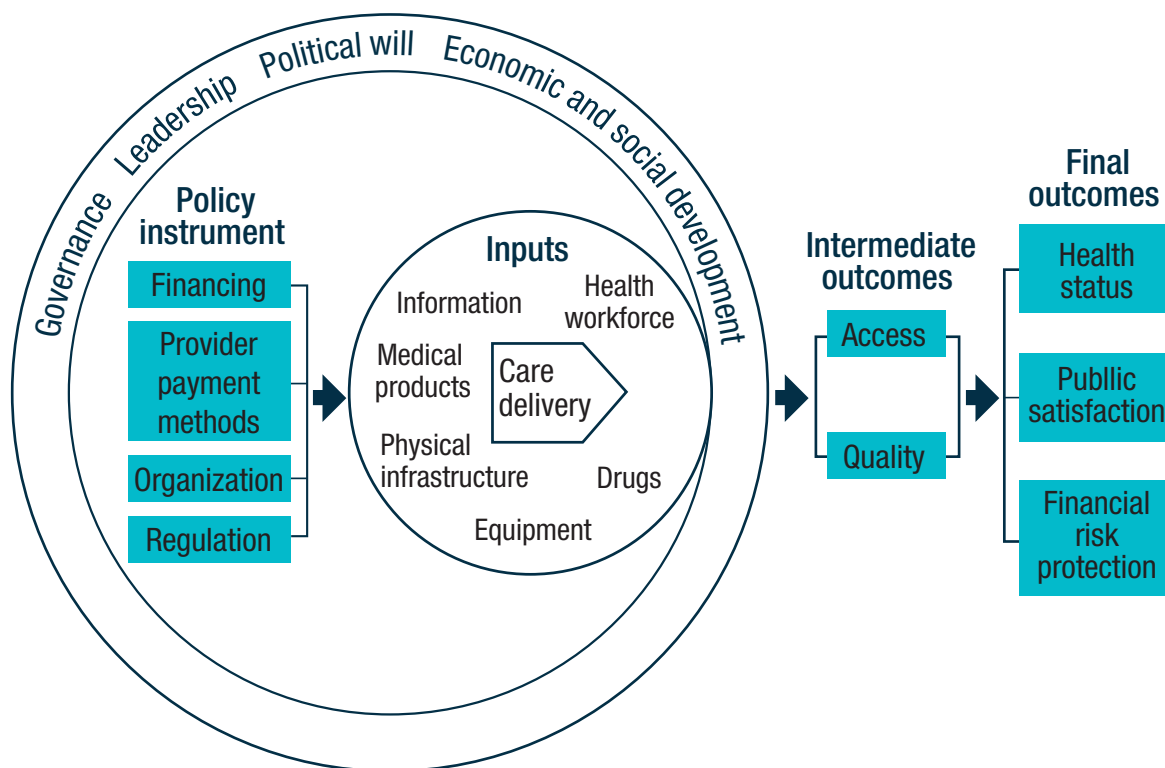 Governance Leadership Political will Economic and social development
Policy
instrument
Financing
Provider
payment
methods
Organization
Regulation
Inputs
Information
Health
workforce
Medical
products
Care
delivery
Physical
infrastructure
Drugs
Equipment
Intermediate
outcomes
Access
Quality
Final
outcomes
Health
status
Publlic
satisfaction
Financial
risk
protection